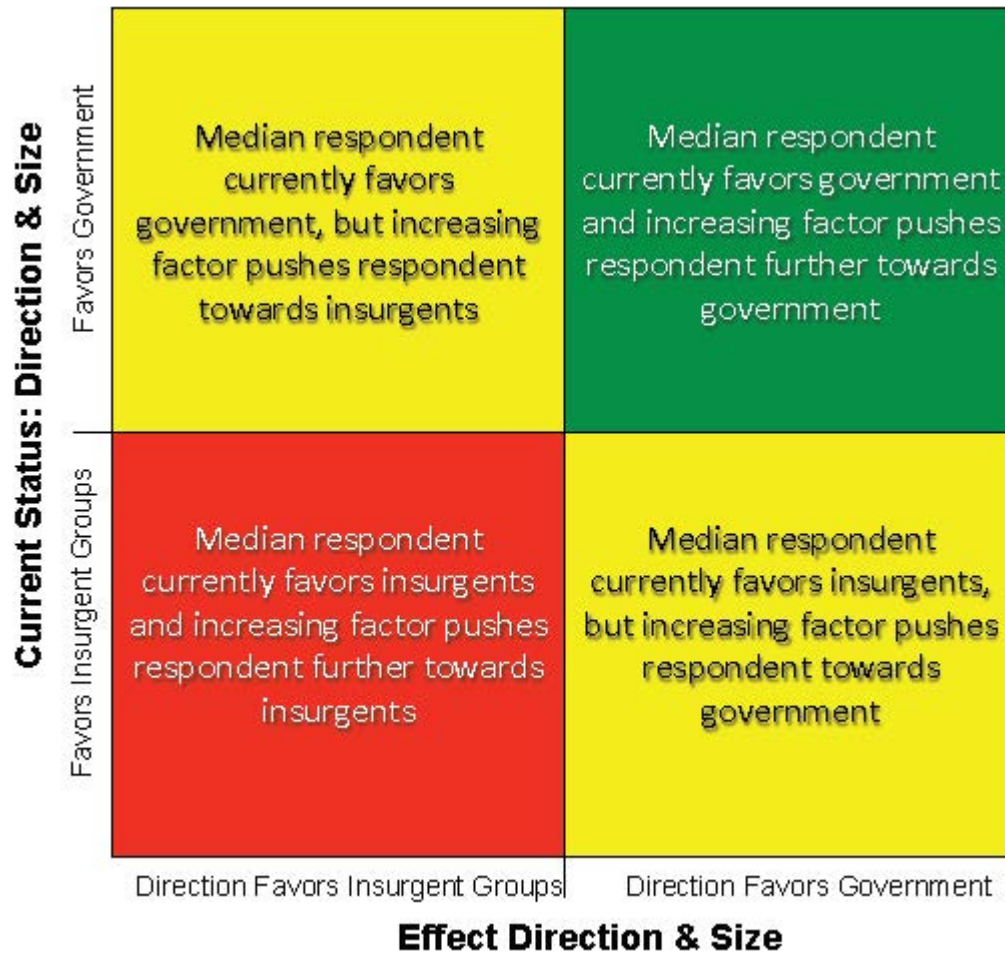 Current Status: Direction & Size
Favors Government
Favors Insurgent Groups
Median respondent
currently favors
government, but increasing
factor pushes respondent
towards insurgents
Median respondent
currently favors government
and increasing factor pushes
respondent further towards
government
Median respondent
currently favors insurgents
and increasing factor pushes
respondent further towards
insurgents
Median respondent
currently favors insurgents,
but increasing factor pushes
respondent towards
government
Direction Favors Insurgent Groups
Direction Favors Government
Effect Direction & Size